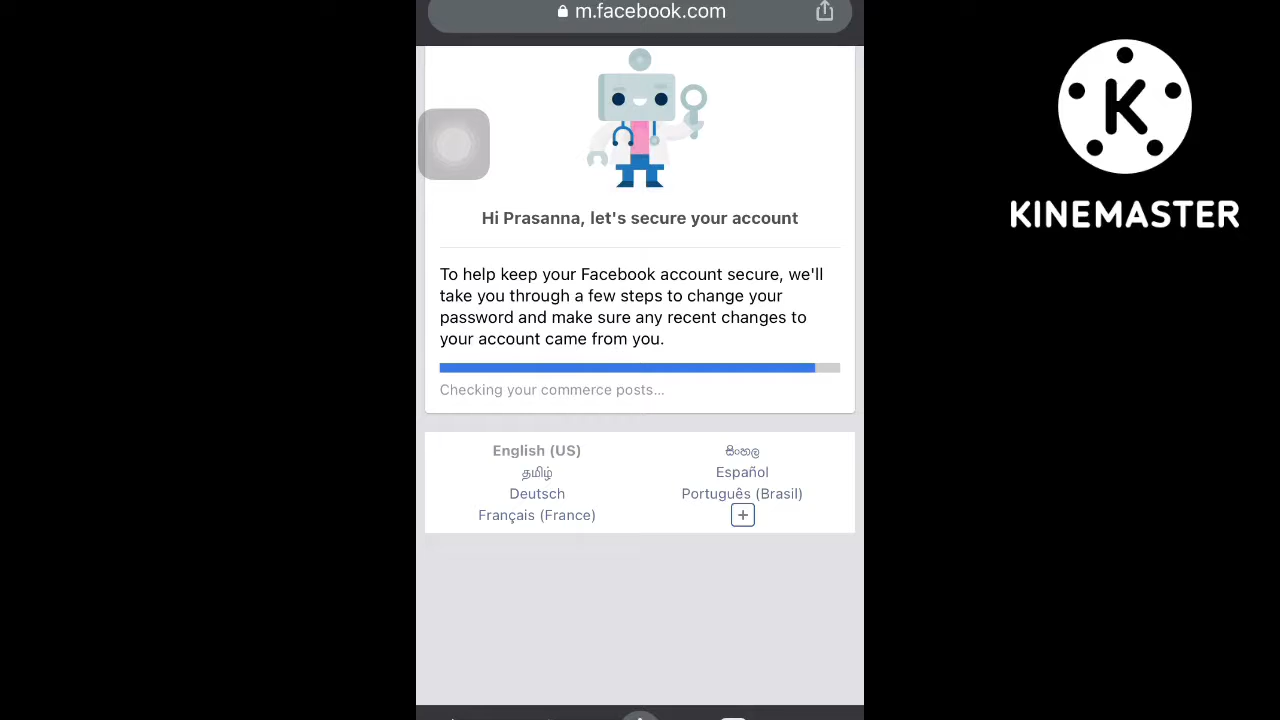 m.facebook.com
Hi Prasanna, let's secure your account
To help keep your Facebook account secure, we'll
take you through a few steps to change your
password and make sure any recent changes to
your account came from you.
Checking your commerce posts...
English (US)
සිංහල
தமிழ்
Español
Deutsch
Português (Brasil)
Français (France)
+
K
KINEMASTER